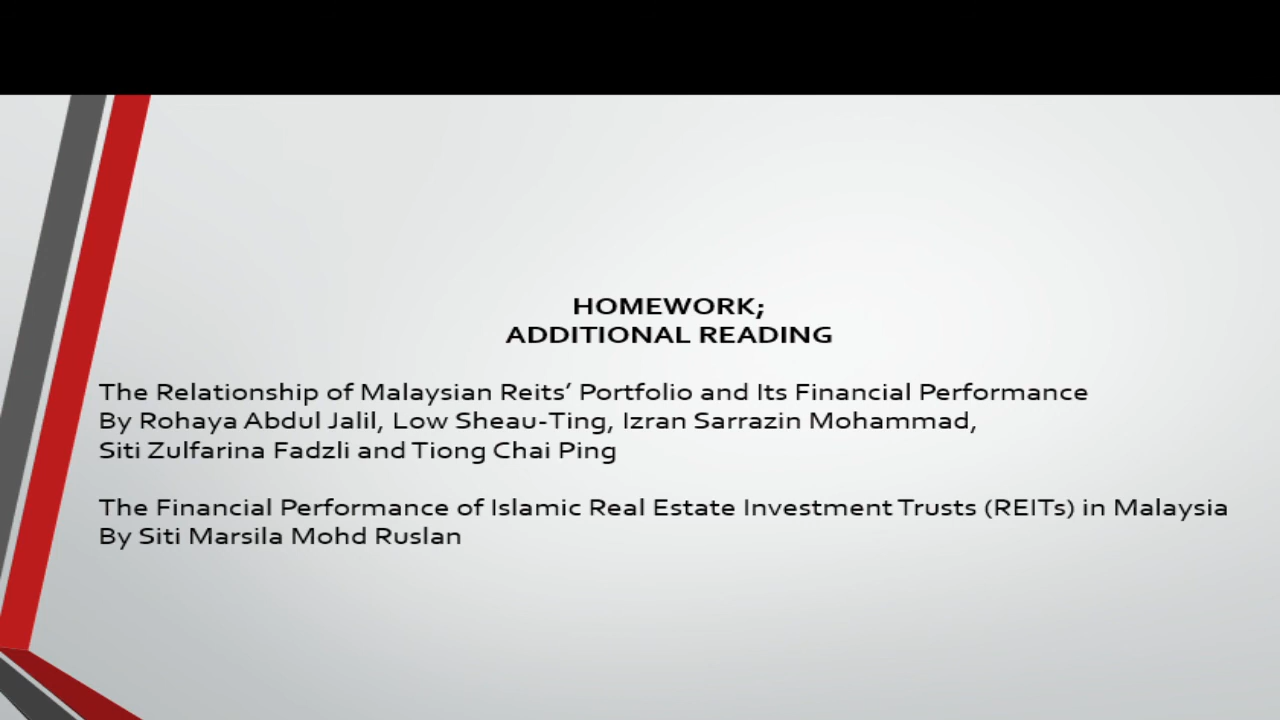 HOMEWORK;
ADDITIONAL READING
The Relationship of Malaysian Reits’ Portfolio and Its Financial Performance
By Rohaya Abdul Jalil, Low Sheau-Ting, Izran Sarrazin Mohammad,
Siti Zulfarina Fadzli and Tiong Chai Ping
The Financial Performance of Islamic Real Estate Investment Trusts (REITs) in Malaysia
By Siti Marsila Mohd Ruslan